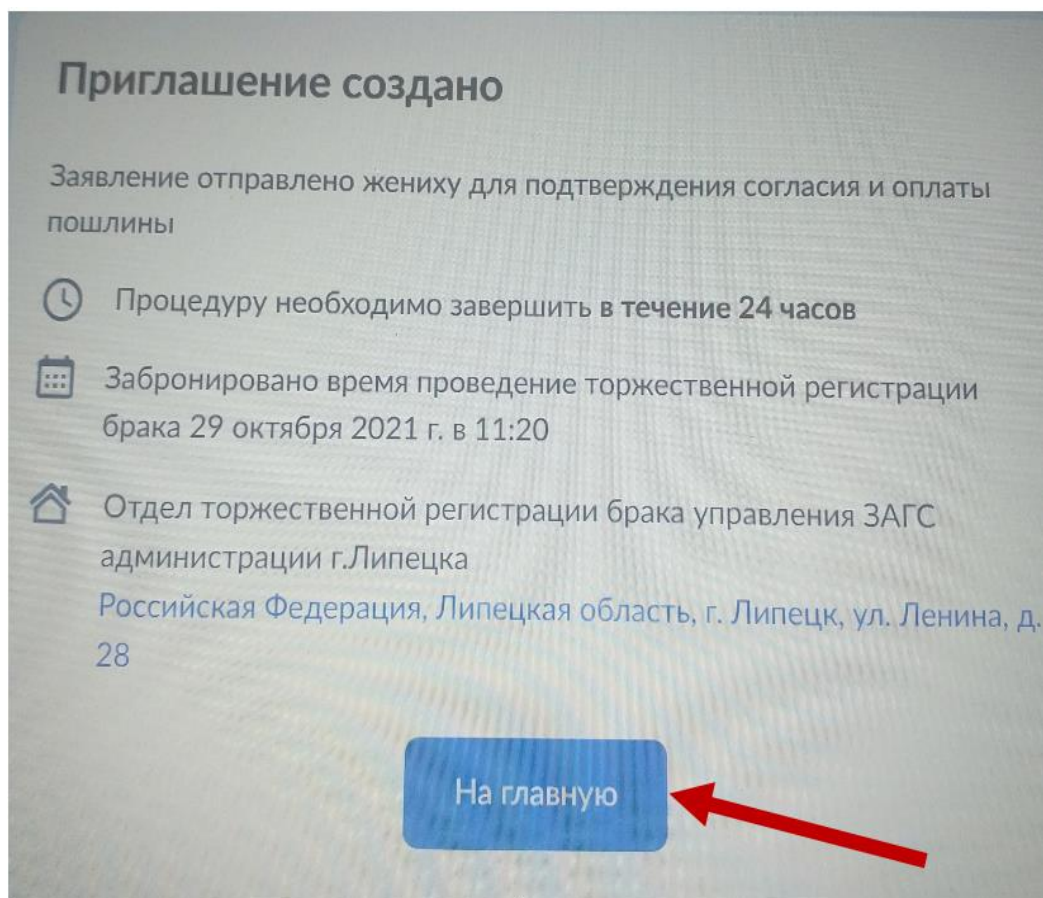 Приглашение создано
Заявление отправлено жениху для подтверждения согласия и оплаты
пошлины
Процедуру необходимо завершить в течение 24 часов
Забронировано время проведение торжественной регистрации
брака 29 октября 2021 г. в 11:20
Отдел торжественной регистрации брака управления ЗАГС
администрации г.Липецка
Российская Федерация, Липецкая область, г. Липецк, ул. Ленина, д.
28
На главную